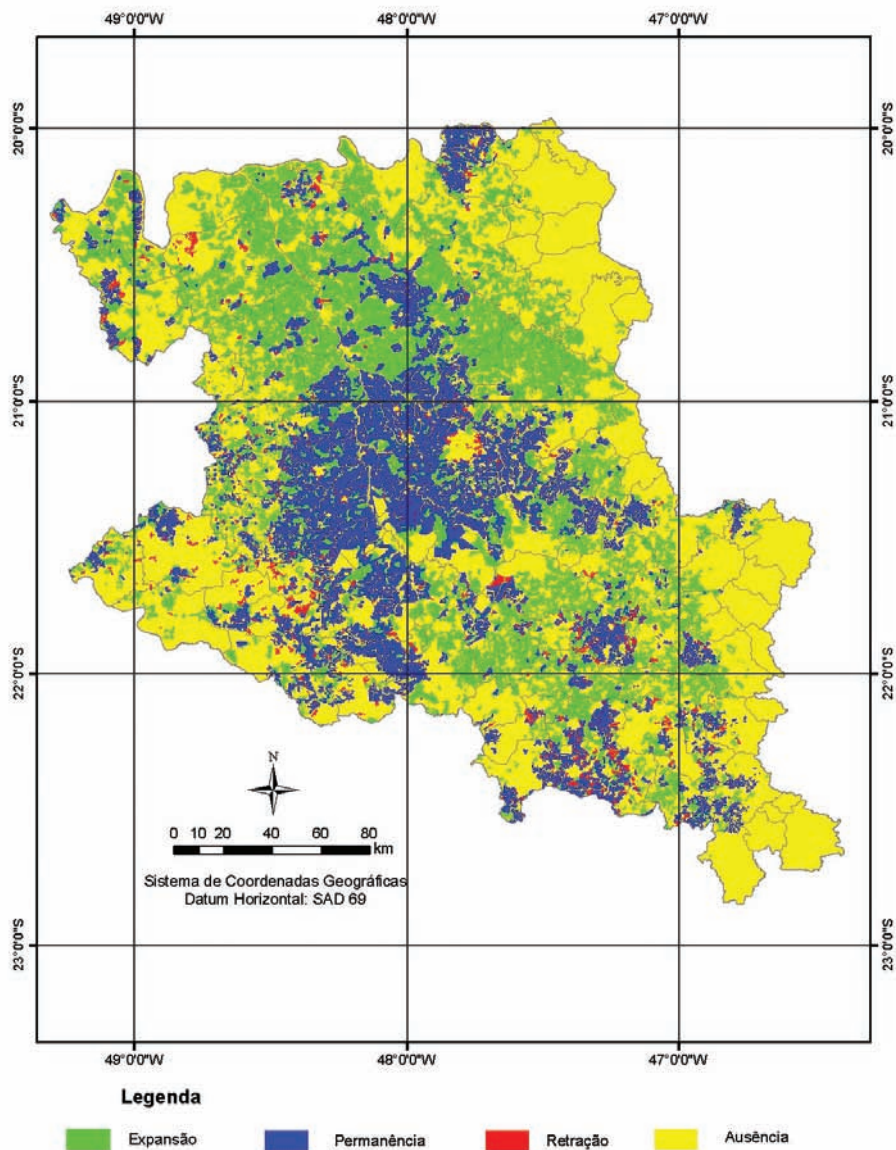 49°0'0"W 48°0'0"W 47°0'0"W
20°0'0"S 20°0'0"S
21°0'0"S 21°0'0"S
22°0'0"S 22°0'0"S
N
0 10 20 40 60 80
km
Sistema de Coordenadas Geográficas
Datum Horizontal: SAD 69
23°0'0"S 23°0'0"S
49°0'0"W 48°0'0"W 47°0'0"W
Legenda
Expansão Permanência Retração Ausência